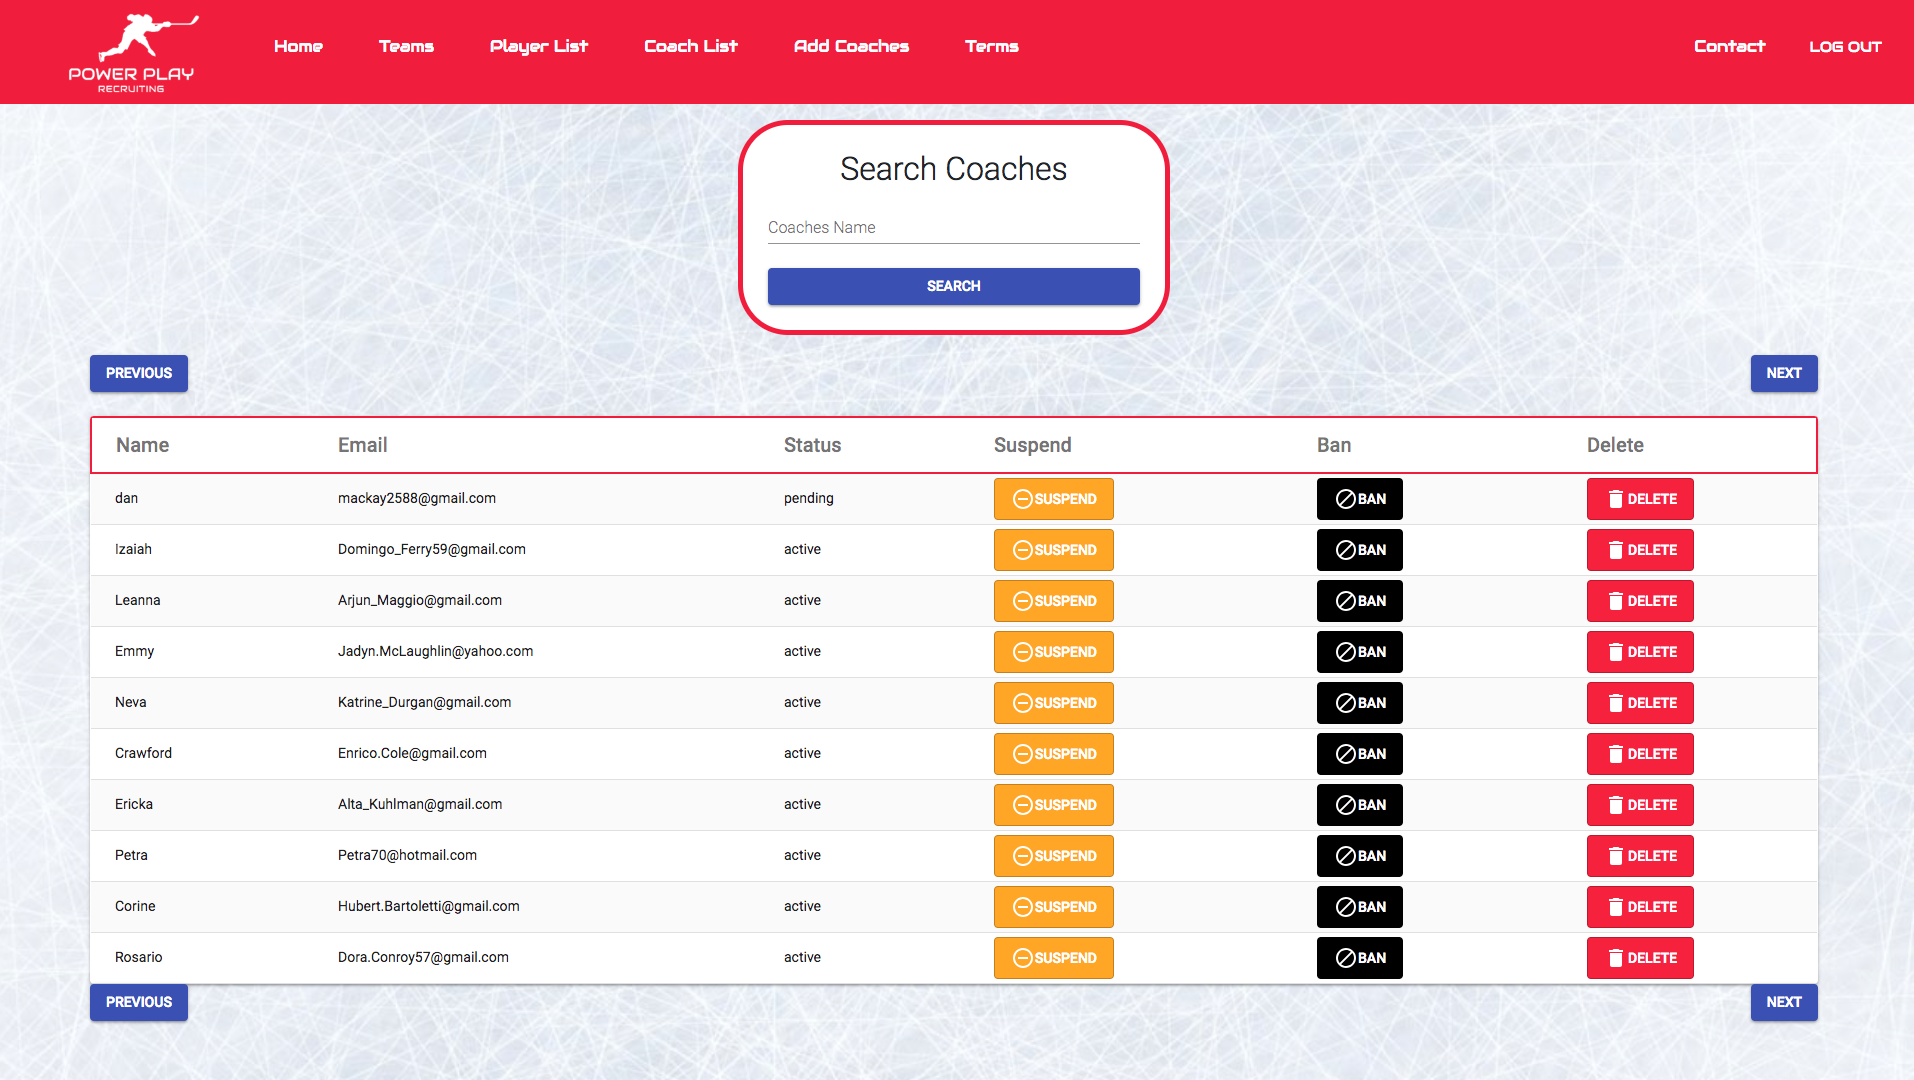 POWER PLAY
RECRUITING
Home Teams Player List Coach List Add Coaches Terms Contact LOG OUT
Search Coaches
Coaches Name
SEARCH
PREVIOUS NEXT
Name Email Status Suspend Ban Delete
dan mackay2588@gmail.com pending SUSPEND BAN DELETE
Izaiah Domingo_Ferry59@gmail.com active SUSPEND BAN DELETE
Leanna Arjun_Maggio@gmail.com active SUSPEND BAN DELETE
Emmy Jadyn.McLaughlin@yahoo.com active SUSPEND BAN DELETE
Neva Katrine_Durgan@gmail.com active SUSPEND BAN DELETE
Crawford Enrico.Cole@gmail.com active SUSPEND BAN DELETE
Ericka Alta_Kuhlman@gmail.com active SUSPEND BAN DELETE
Petra Petra70@hotmail.com active SUSPEND BAN DELETE
Corine Hubert.Bartoletti@gmail.com active SUSPEND BAN DELETE
Rosario Dora.Conroy57@gmail.com active SUSPEND BAN DELETE
PREVIOUS NEXT